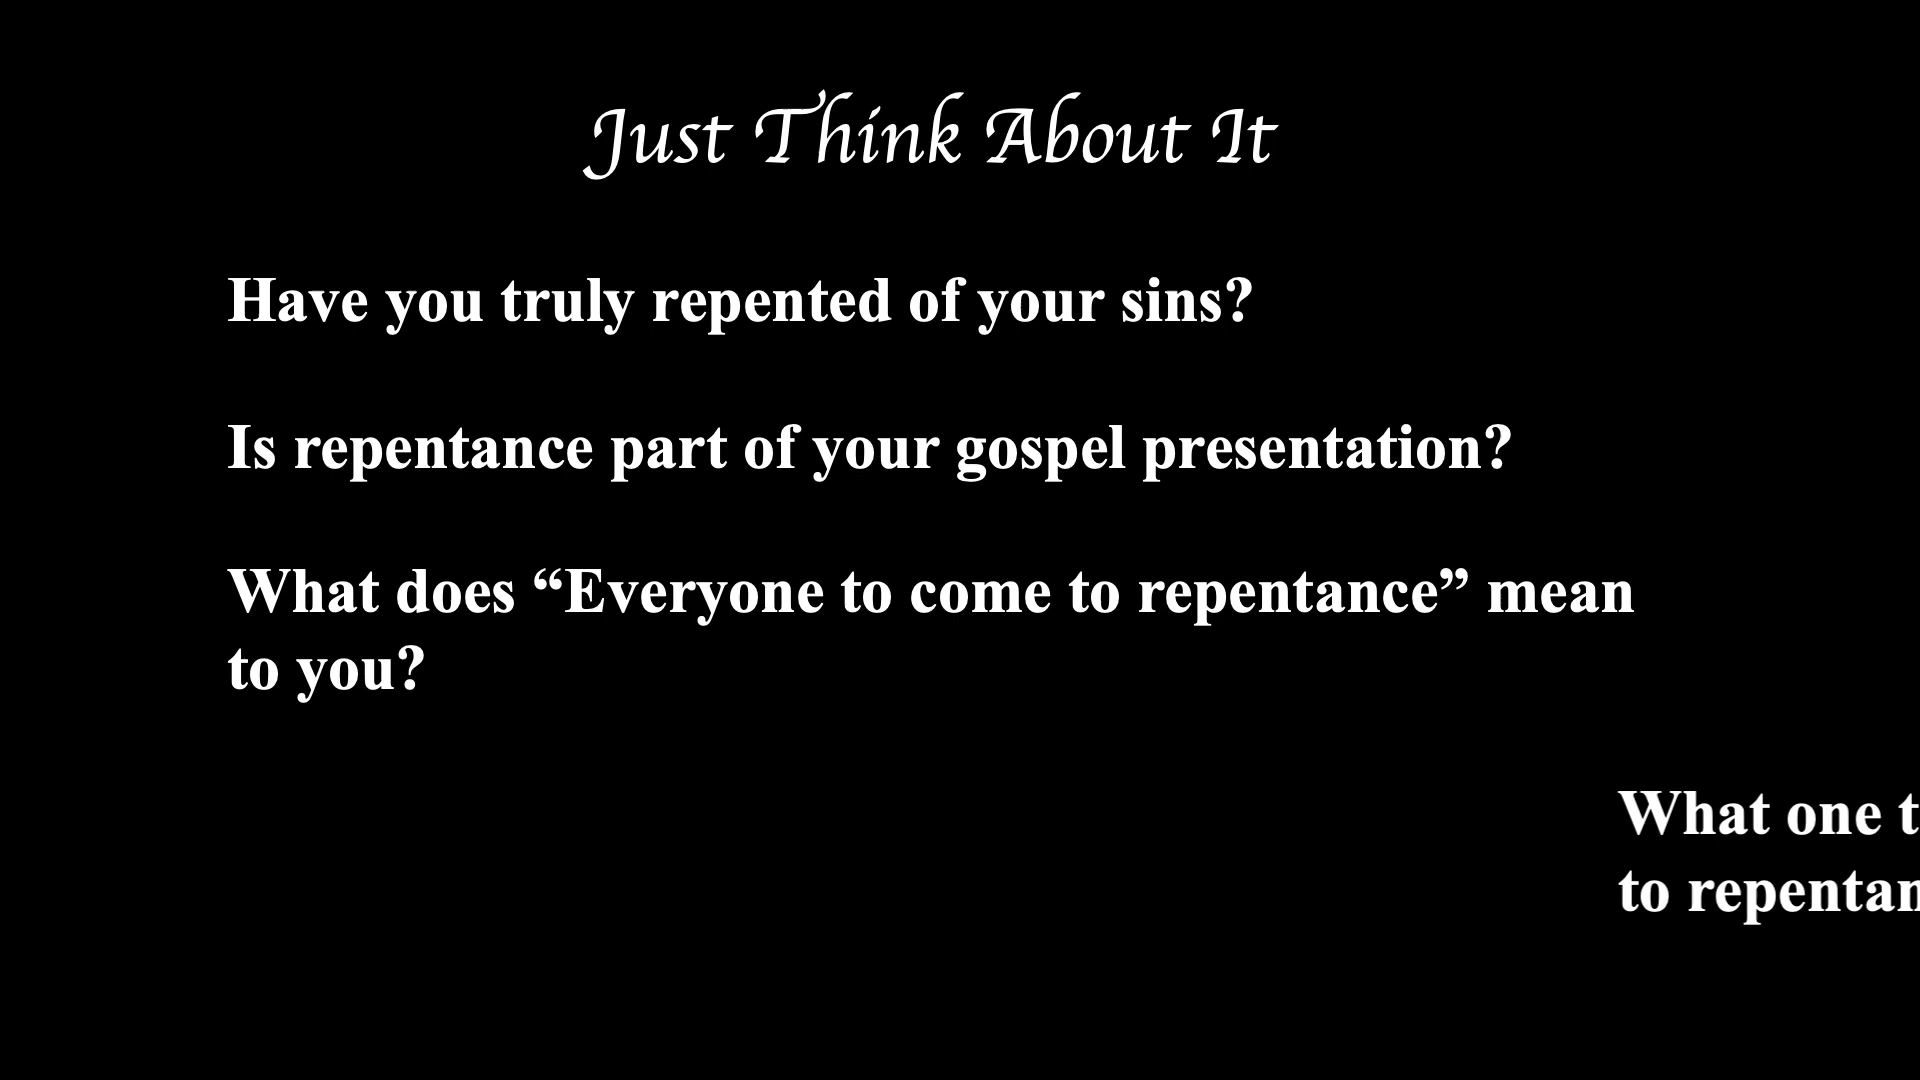 Just Think About It
Have you truly repented of your sins?
Is repentance part of your gospel presentation?
What does “Everyone to come to repentance” mean
to you?
What one
to